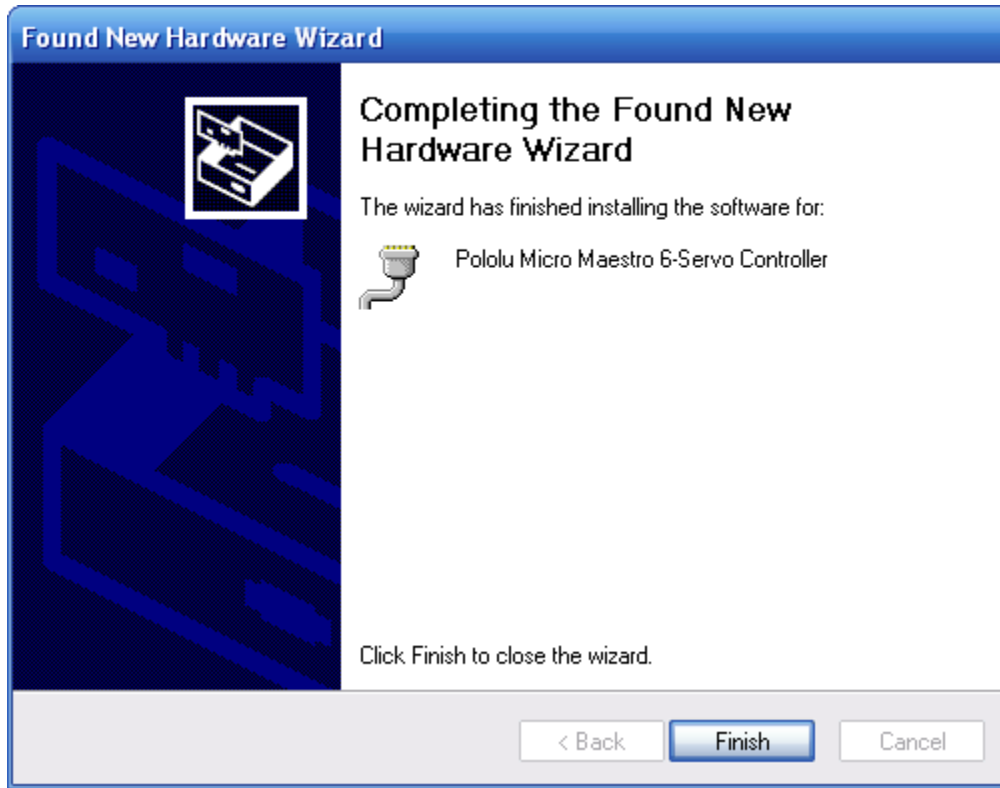 Found New Hardware Wizard
Completing the Found New
Hardware Wizard
The wizard has finished installing the software for:
Pololu Micro Maestro 6-Servo Controller
Click Finish to close the wizard.
< Back Finish Cancel